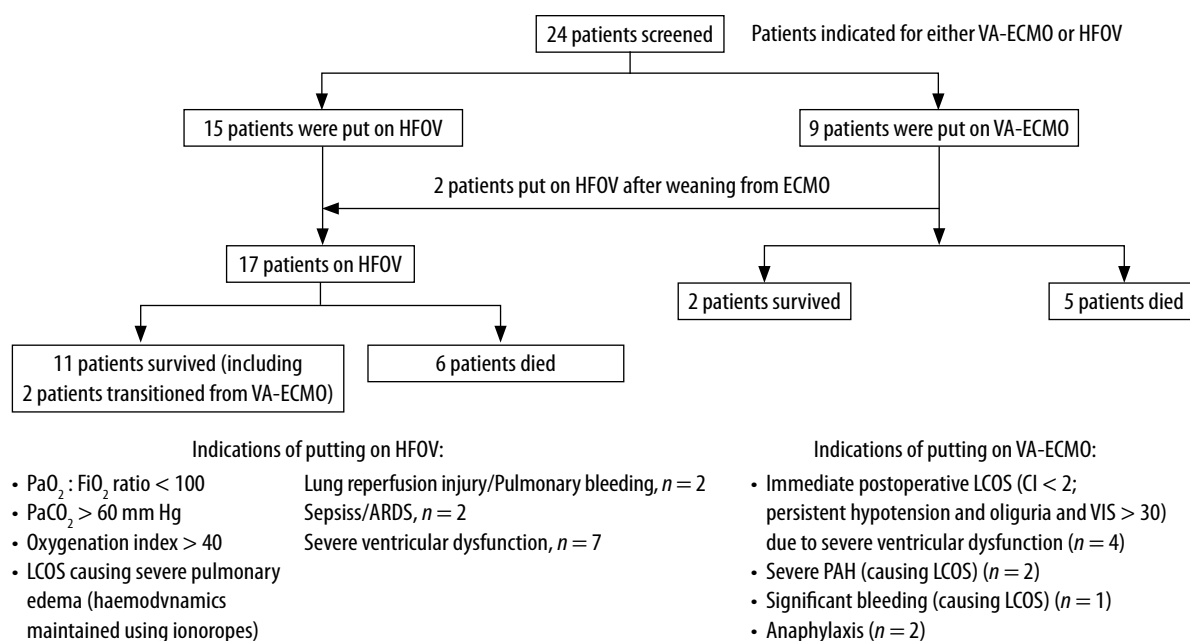 24 patients screened
Patients indicated for either VA-ECMO or HFOV
15 patients were put on HFOV
9 patients were put on VA-ECMO
2 patients put on HFOV after weaning from ECMO
17 patients on HFOV
2 patients survived
5 patients died
11 patients survived (including
2 patients transitioned from VA-ECMO)
6 patients died
Indications of putting on HFOV:
• PaO₂ : FiO₂ ratio < 100
• PaCO₂ > 60 mm Hg
• Oxygenation index > 40
• LCOS causing severe pulmonary
edema (haemodvnamics
maintained using ionoropes)
Lung reperfusion injury/Pulmonary bleeding, n = 2
Sepsiss/ARDS, n = 2
Severe ventricular dysfunction, n = 7
Indications of putting on VA-ECMO:
• Immediate postoperative LCOS (CI < 2;
persistent hypotension and oliguria and VIS > 30)
due to severe ventricular dysfunction (n = 4)
• Severe PAH (causing LCOS) (n = 2)
• Significant bleeding (causing LCOS) (n = 1)
• Anaphylaxis (n = 2)